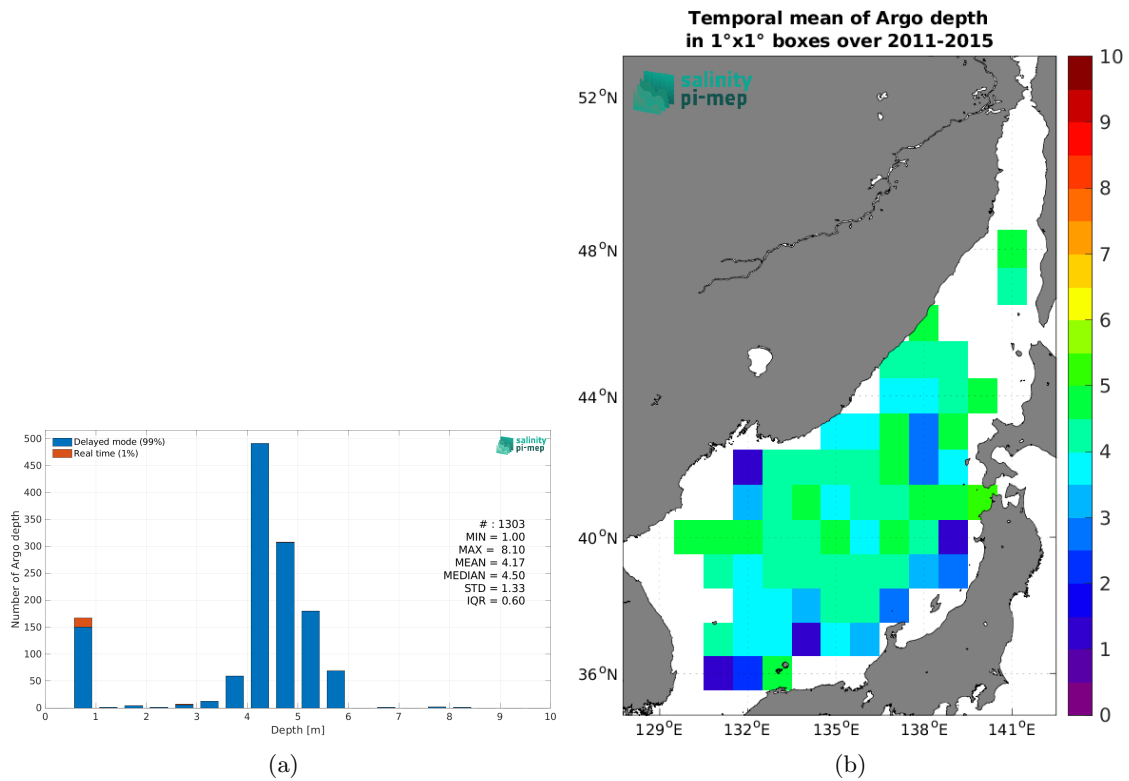 Temporal mean of Argo depth
in 1°x1° boxes over 2011-2015
salinity
pi-mep
52°N
48°N
44°N
40°N
36°N
129°E
132°E
135°E
138°E
141°E
10
9
8
7
6
5
4
3
2
1
0
(b)
Delayed mode (99%)
Real time (1%)
salinity
pi-mep
# : 1303
MIN = 1.00
MAX = 8.10
MEAN = 4.17
MEDIAN = 4.50
STD = 1.33
IQR = 0.60
Number of Argo depth
500
450
400
350
300
250
200
150
100
50
0
0 1 2 3 4 5 6 7 8 9 10
Depth [m]
(a)